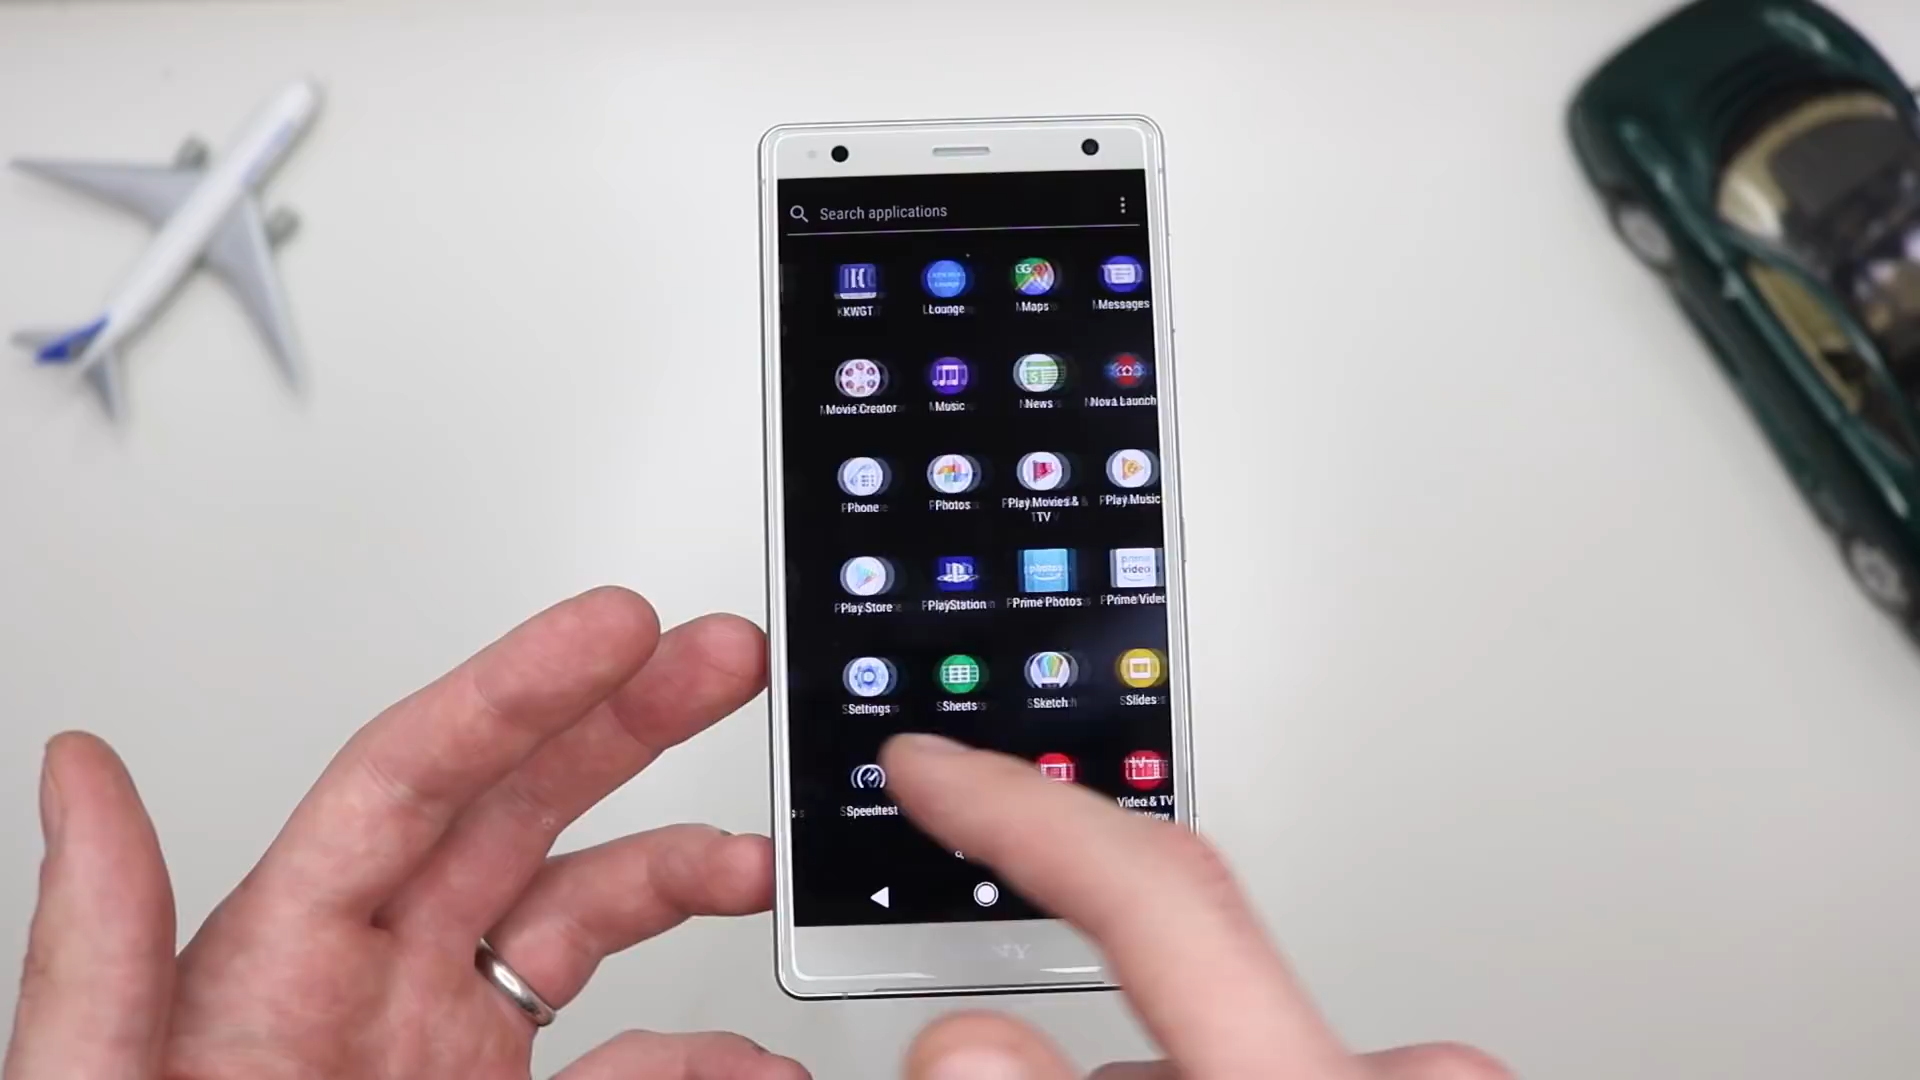 Search applications
KWGT Lounge Maps Messages
Movie Creator Music News Nova Launch
Phone Photos Play Movies & Play Music
TV
Play Store PlayStation Prime Photos Prime Video
Settings Sheets Sketch Slides
Speedtest Video & TV
View